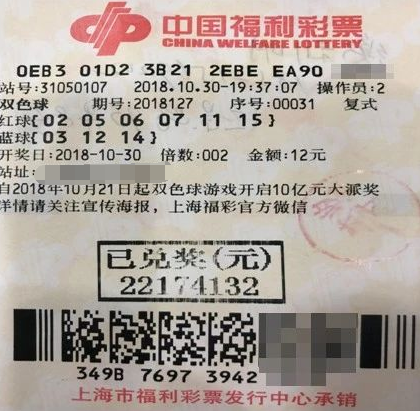 中国福利彩票
CHINA WELFARE LOTTERY
0EB3 01D2 3B21 2EBE EA90
站号:31050107 2018.10.30-19:37:07 操作员:2
双色球 期号:2018127 序号:00031 复式
红球{02 05 06 07 11 15}
蓝球{03 12 14}
开奖日:2018-10-30 倍数:002 金额:12元
站址:
自2018年10月21日起双色球游戏开启10亿元大派奖
详情请关注宣传海报，上海福彩官方微信
已兑奖(元)
22174132
349B 7697 3942
上海市福利彩票发行中心承销